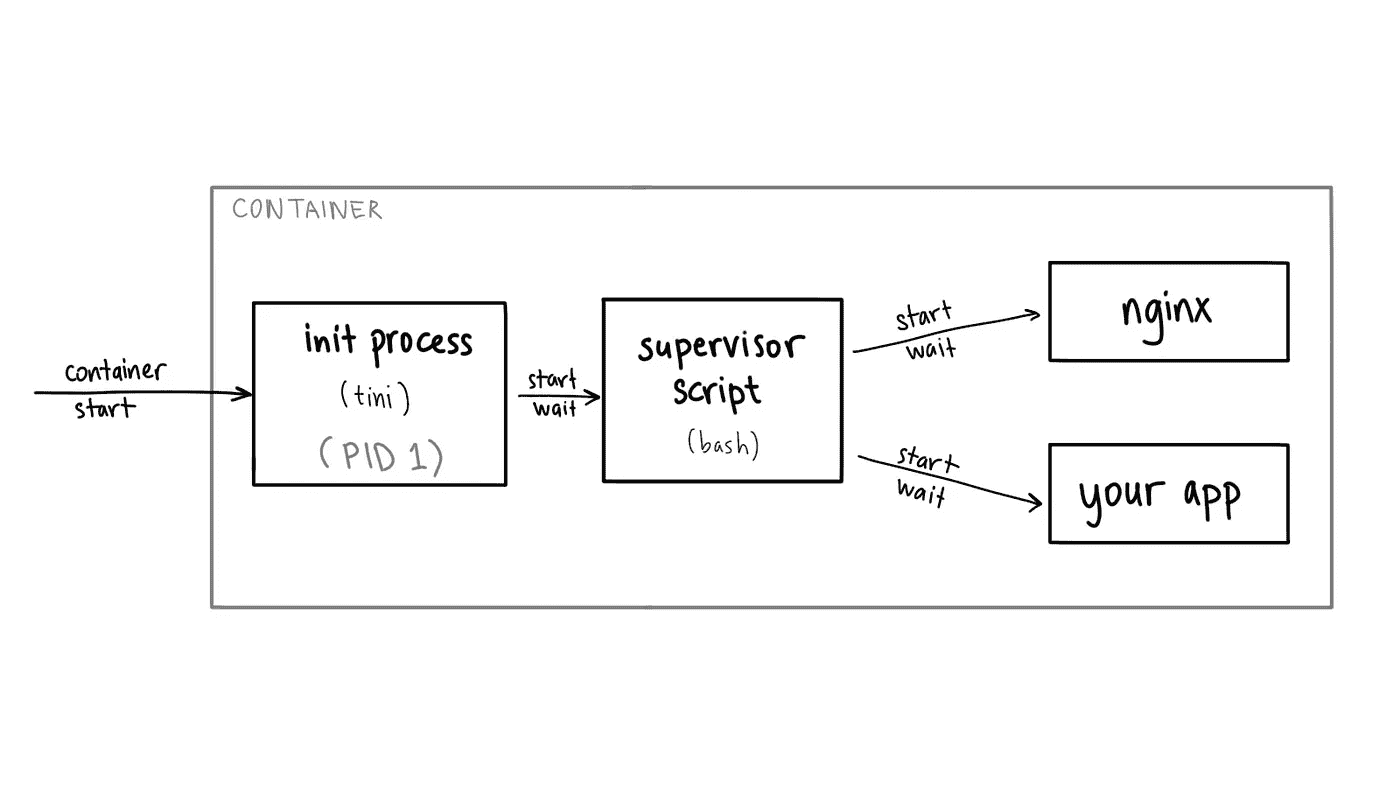 CONTAINER
container
start
init process
(tini)
(PID 1)
start
wait
supervisor
script
(bash)
start
wait
nginx
start
wait
your app